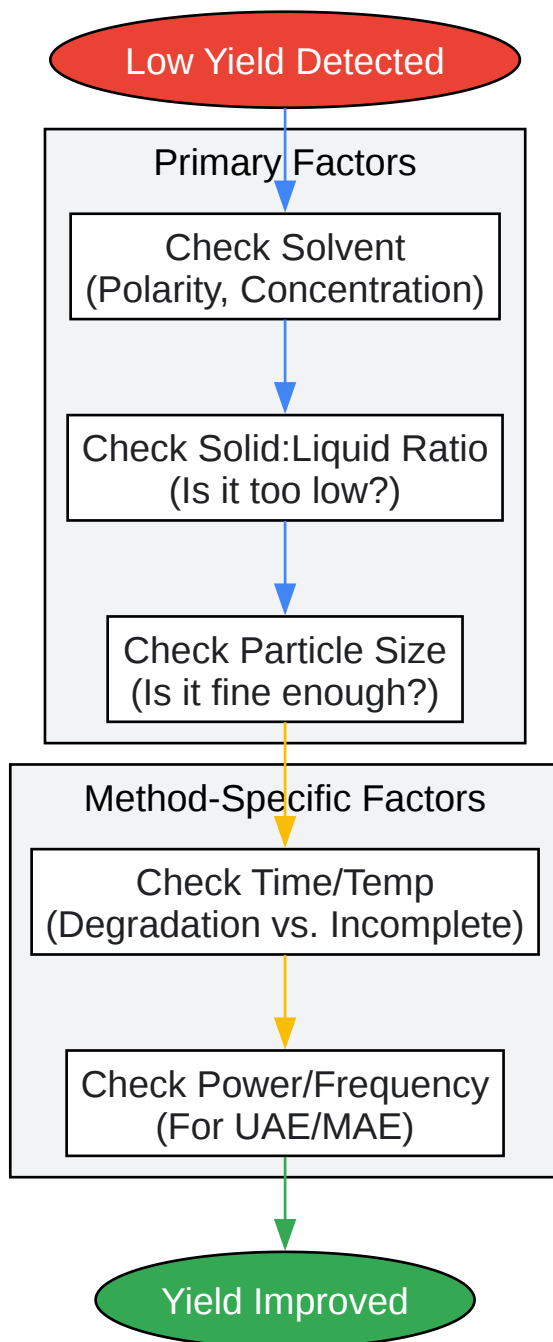 Low Yield Detected
Primary Factors
Check Solvent
(Polarity, Concentration)
Check Solid:Liquid Ratio
(Is it too low?)
Check Particle Size
(Is it fine enough?)
Method-Specific Factors
Check Time/Temp
(Degradation vs. Incomplete)
Check Power/Frequency
(For UAE/MAE)
Yield Improved